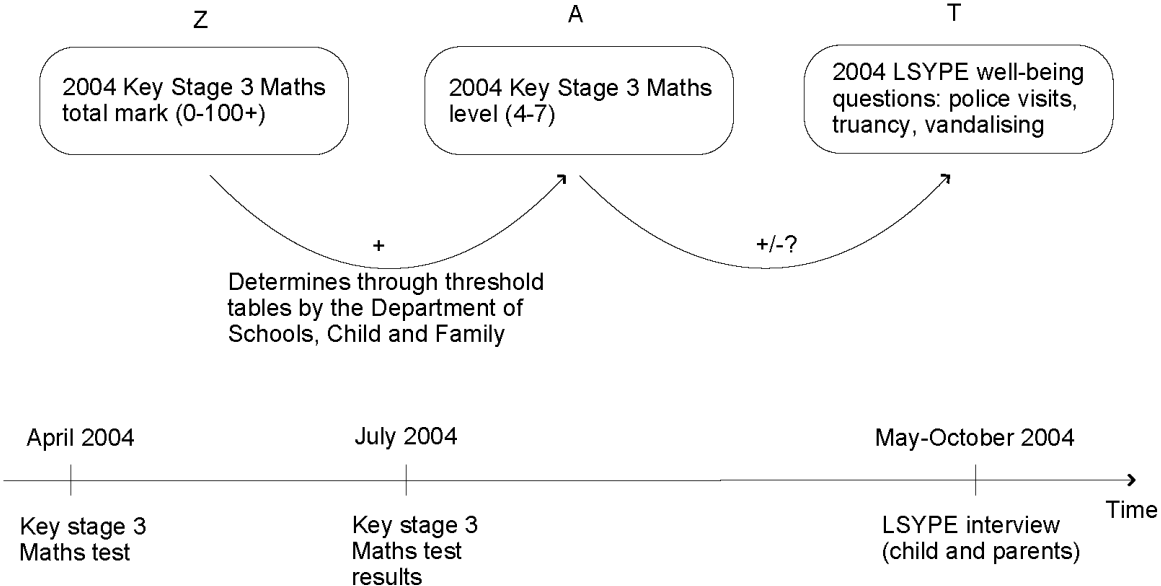 Z
A
T
2004 Key Stage 3 Maths
total mark (0-100+)
2004 Key Stage 3 Maths
level (4-7)
2004 LSYPE well-being
questions: police visits,
truancy, vandalising
+
+/-?
Determines through threshold
tables by the Department of
Schools, Child and Family
April 2004
July 2004
May-October 2004
Time
Key stage 3
Maths test
Key stage 3
Maths test
results
LSYPE interview
(child and parents)